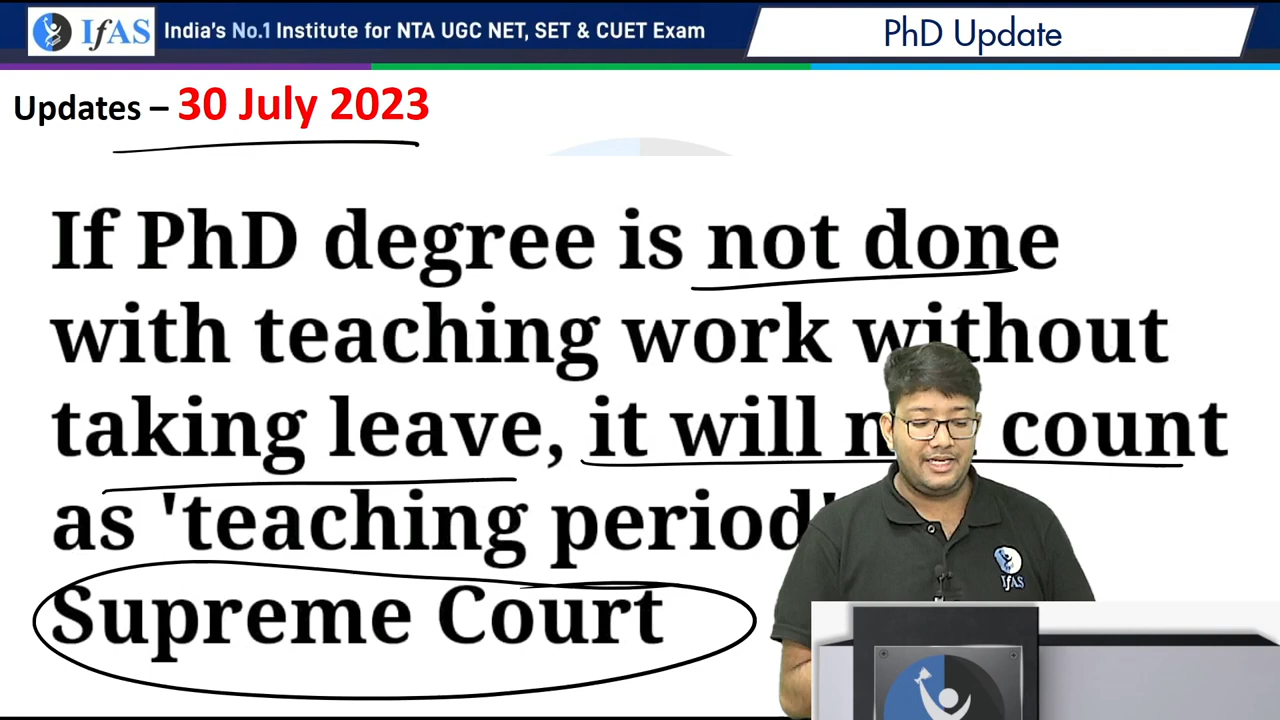 IfAS India's No.1 Institute for NTA UGC NET, SET & CUET Exam
PhD Update
Updates – 30 July 2023
If PhD degree is not done
with teaching work without
taking leave, it will count
as 'teaching period'
Supreme Court
IfAS